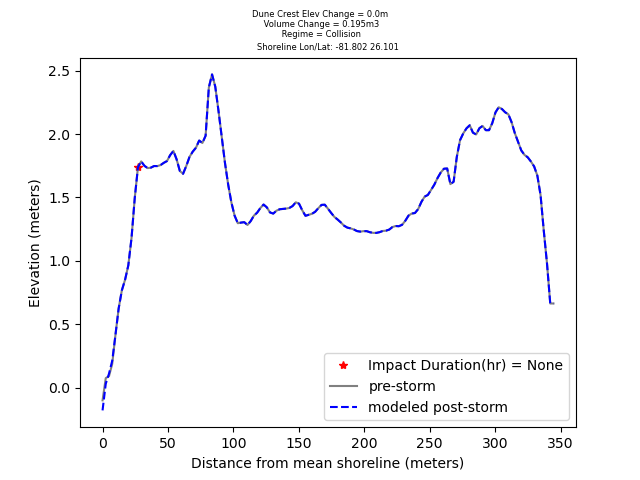 Dune Crest Elev Change = 0.0m
Volume Change = 0.195m3
Regime = Collision
Shoreline Lon/Lat: -81.802 26.101
2.5
2.0
1.5
1.0
0.5
0.0
Elevation (meters)
Impact Duration(hr) = None
pre-storm
modeled post-storm
0 50 100 150 200 250 300 350
Distance from mean shoreline (meters)